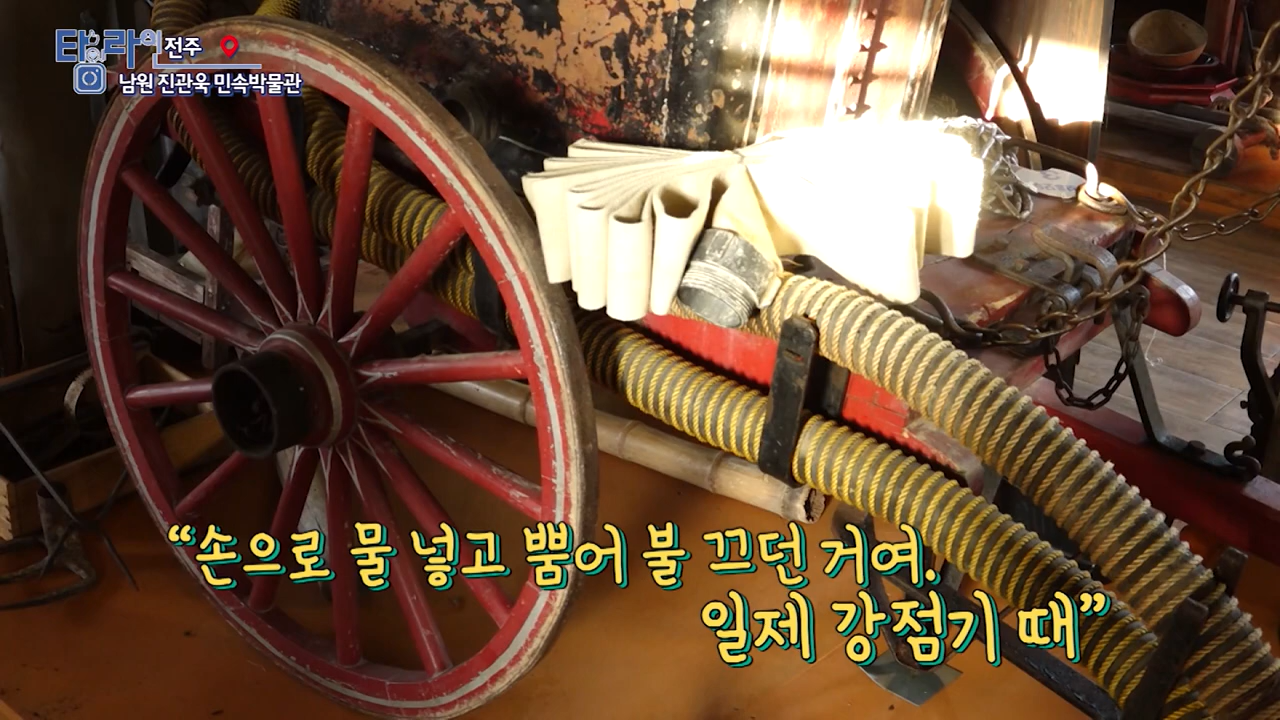 타라이 전주
남원 진관욱 민속박물관
“손으로 물 넣고 뿜어 불 끄던 거여.
일제 강점기 때”